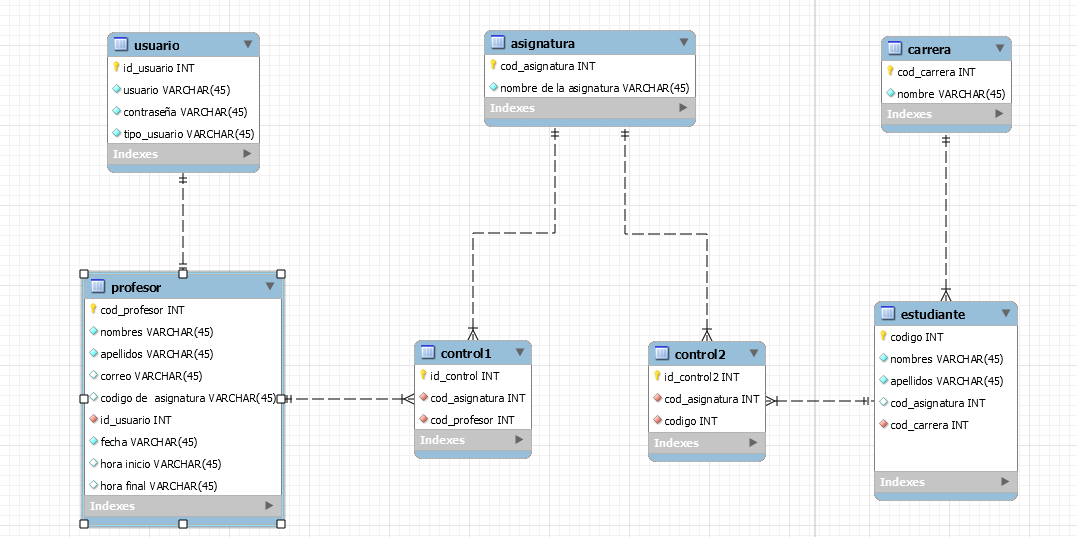 usuario
id_usuario INT
usuario VARCHAR(45)
contraseña VARCHAR(45)
tipo_usuario VARCHAR(45)
Indexes
asignatura
cod_asignatura INT
nombre de la asignatura VARCHAR(45)
Indexes
carrera
cod_carrera INT
nombre VARCHAR(45)
Indexes
profesor
cod_profesor INT
nombres VARCHAR(45)
apellidos VARCHAR(45)
correo VARCHAR(45)
codigo de asignatura VARCHAR(45)
id_usuario INT
fecha VARCHAR(45)
hora inicio VARCHAR(45)
hora final VARCHAR(45)
Indexes
control1
id_control INT
cod_asignatura INT
cod_profesor INT
Indexes
control2
id_control2 INT
cod_asignatura INT
codigo INT
Indexes
estudiante
codigo INT
nombres VARCHAR(45)
apellidos VARCHAR(45)
cod_asignatura INT
cod_carrera INT
Indexes